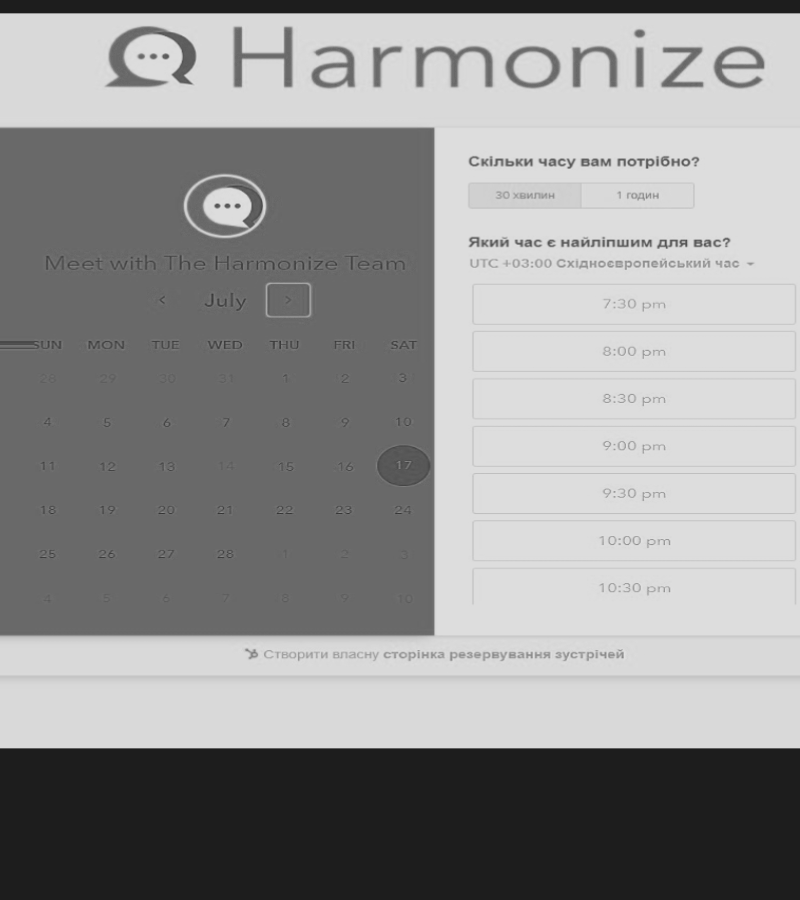 Harmonize
Meet with The Harmonize Team
July
SUN MON TUE WED THU FRI SAT
28 29 30 31 1 2 3
4 5 6 7 8 9 10
11 12 13 14 15 16 17
18 19 20 21 22 23 24
25 26 27 28 1 2 3
4 5 6 7 8 9 10
Скільки часу вам потрібно?
30 хвилин 1 годин
Який час є найліпшим для вас?
UTC +03:00 Східноєвропейський час
7:30 pm
8:00 pm
8:30 pm
9:00 pm
9:30 pm
10:00 pm
10:30 pm
Створити власну сторінка резервування зустрічей